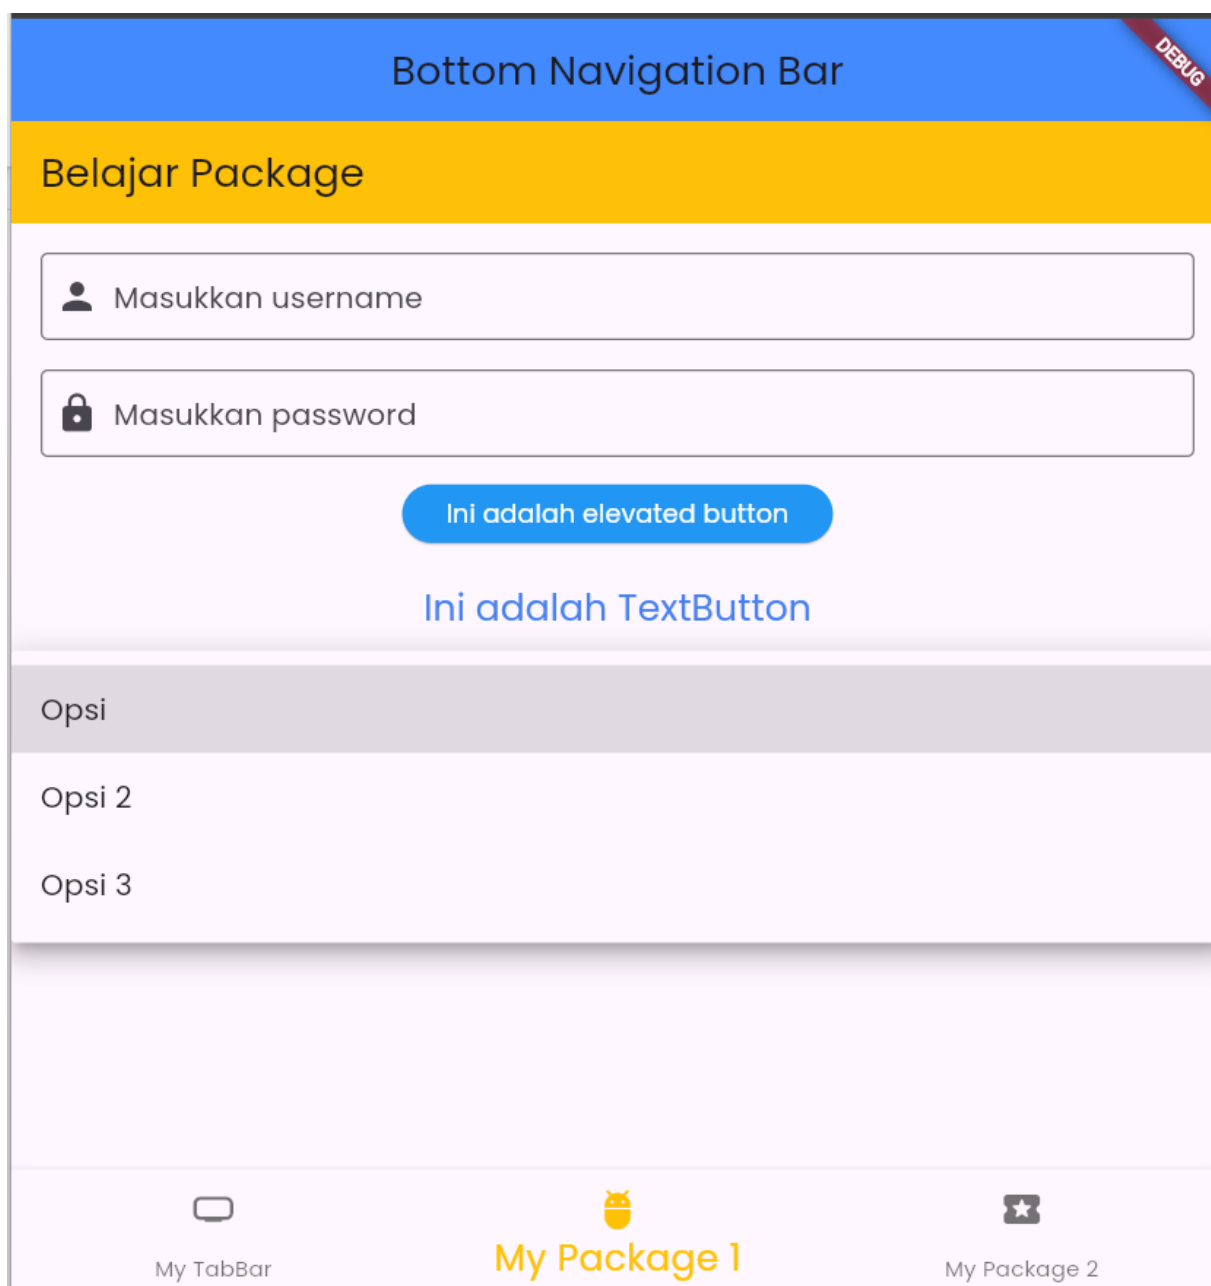 Bottom Navigation Bar
DEBUG
Belajar Package
Masukkan username
Masukkan password
Ini adalah elevated button
Ini adalah TextButton
Opsi
Opsi 2
Opsi 3
My TabBar
My Package 1
My Package 2